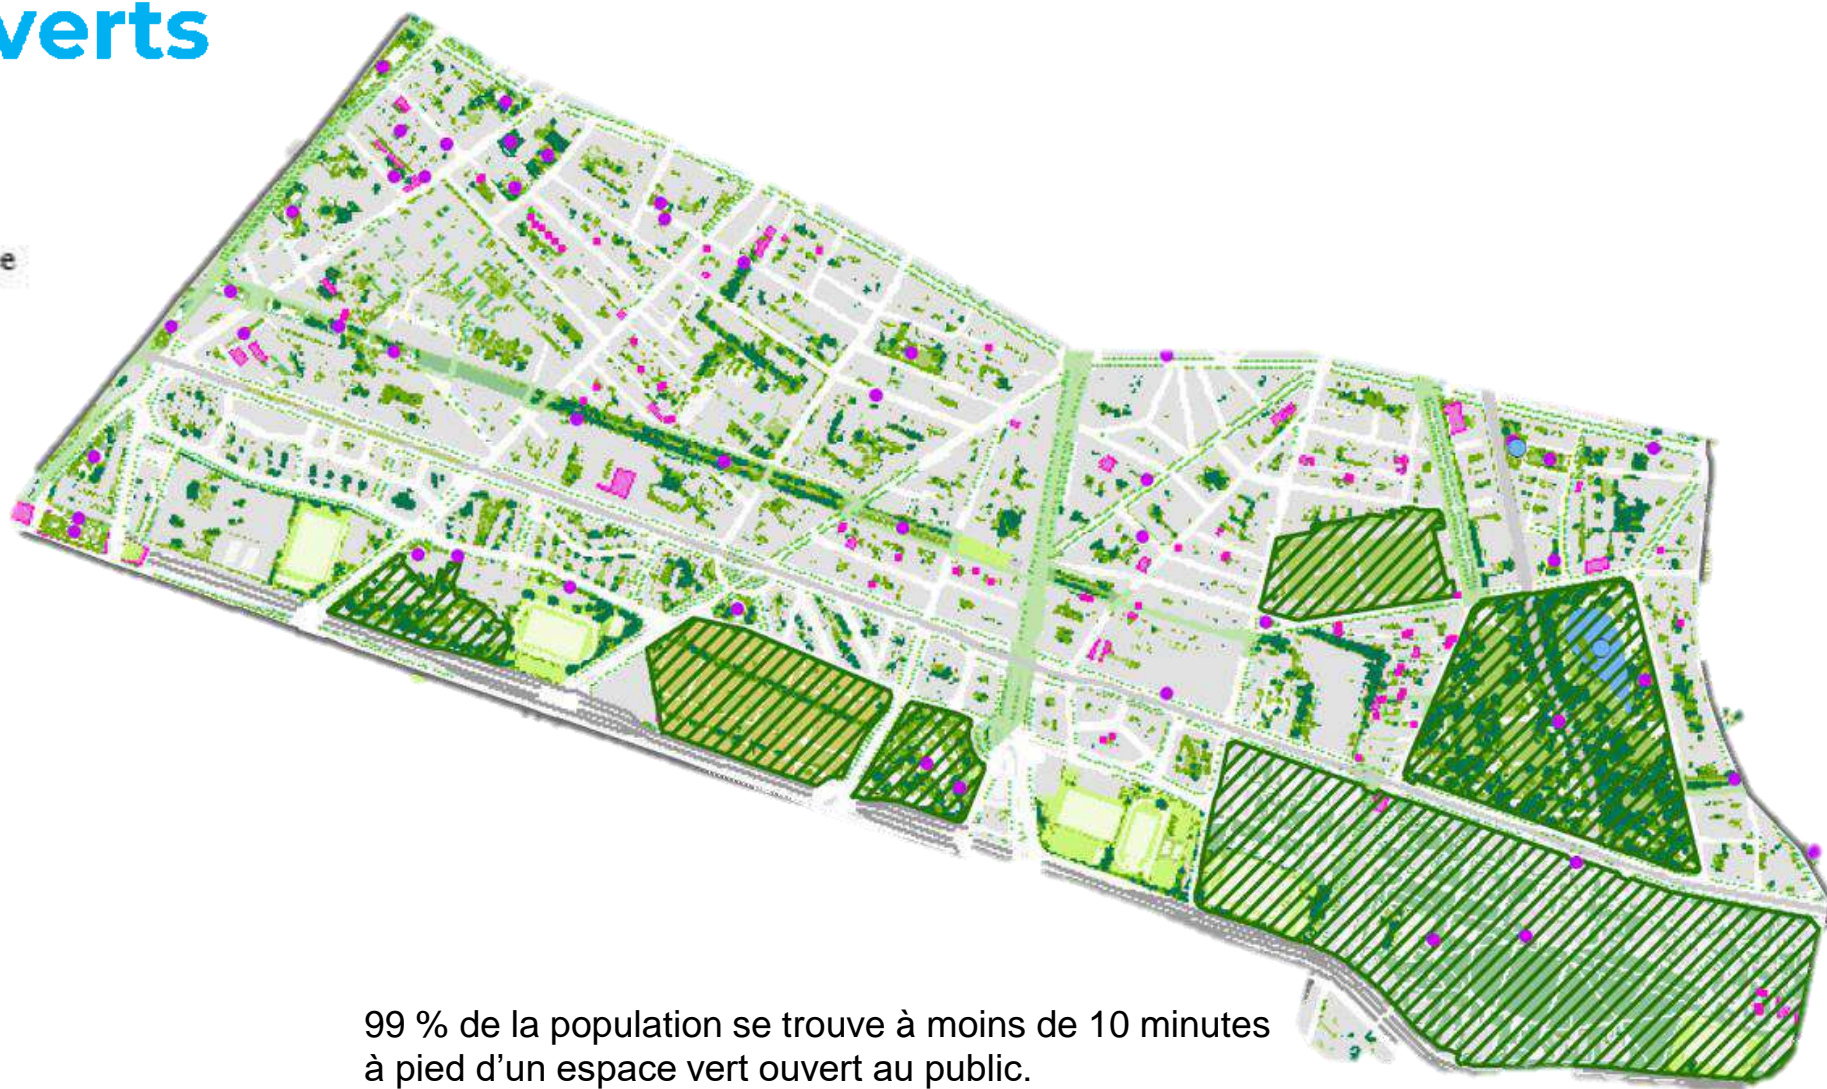 verts
e
99 % de la population se trouve à moins de 10 minutes
à pied d’un espace vert ouvert au public.